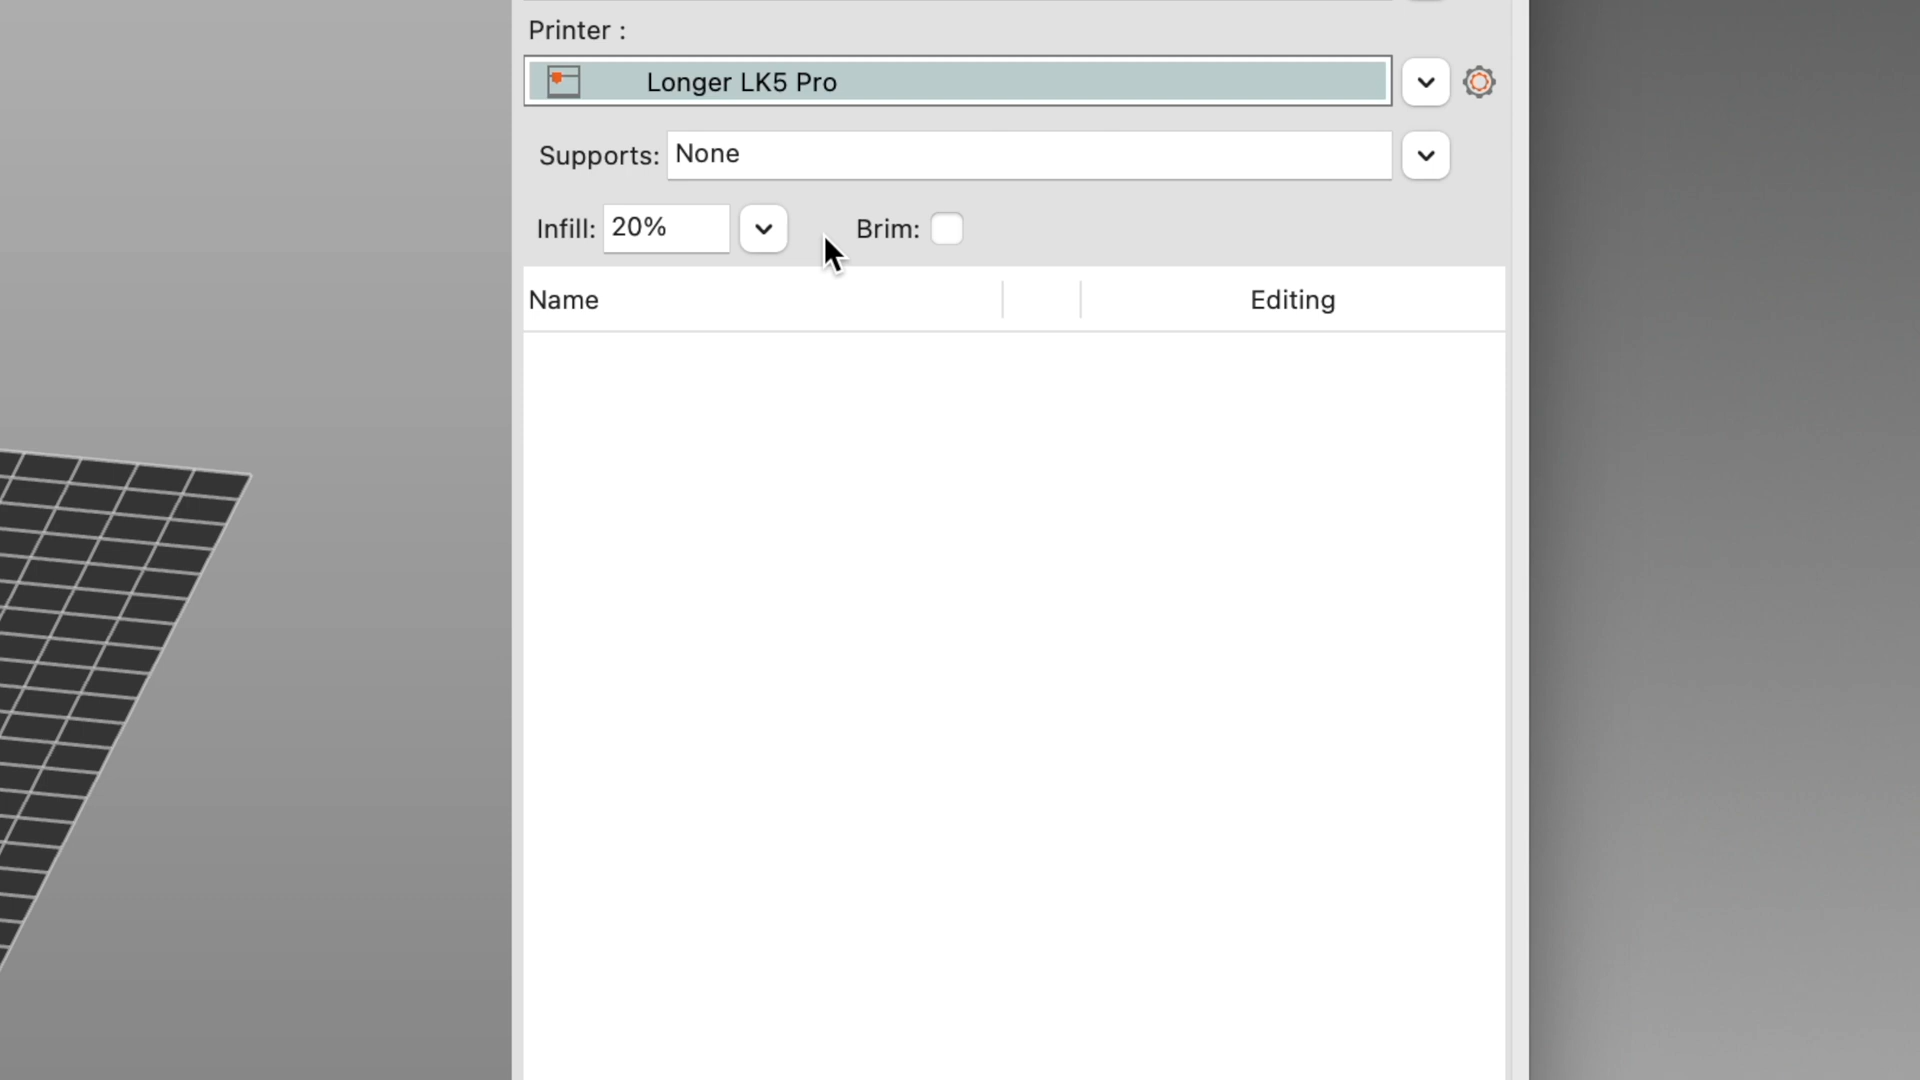 Printer :
Longer LK5 Pro
Supports: None
Infill: 20% Brim:
Name Editing